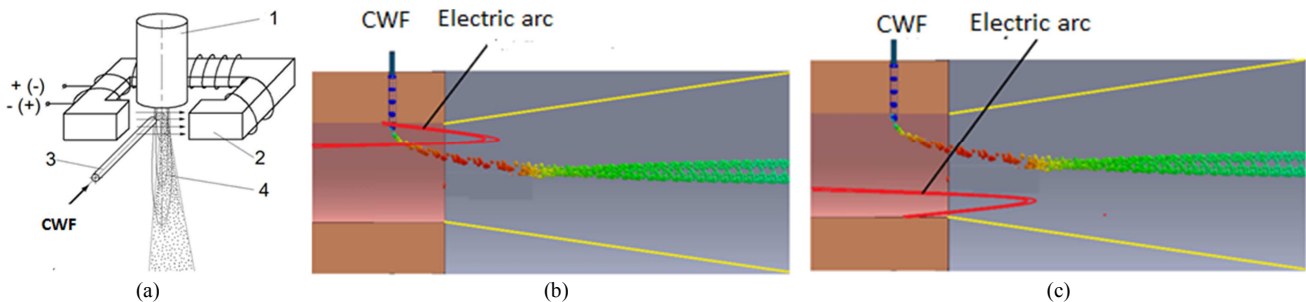 1
+ (-)
- (+)
2
3
4
CWF
(a)
CWF
Electric arc
(b)
CWF
Electric arc
(c)